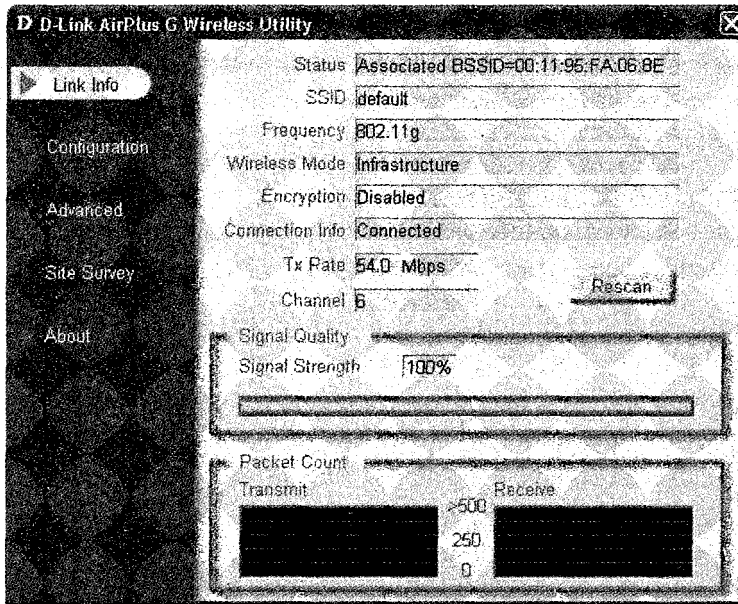 D D-Link AirPlus G Wireless Utility
Link Info
Configuration
Advanced
Site Survey
About
Status Associated BSSID=00:11:95:FA:06:8E
SSID default
Frequency 802.11g
Wireless Mode Infrastructure
Encryption Disabled
Connection Info Connected
Tx Rate 54.0 Mbps
Channel 6
Rescan
Signal Quality
Signal Strength 100%
Packet Count
Transmit
Receive
>500
250
0